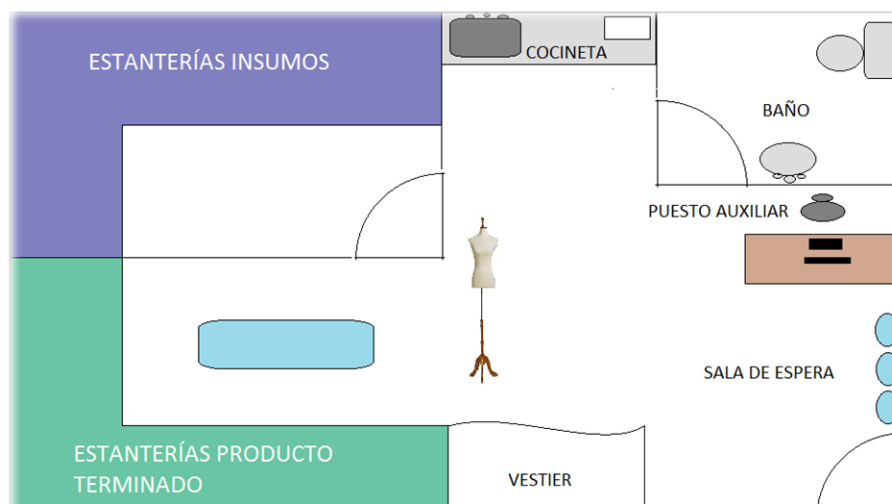 ESTANTERÍAS INSUMOS
COCINETA
BAÑO
PUESTO AUXILIAR
SALA DE ESPERA
ESTANTERÍAS PRODUCTO
TERMINADO
VESTIER